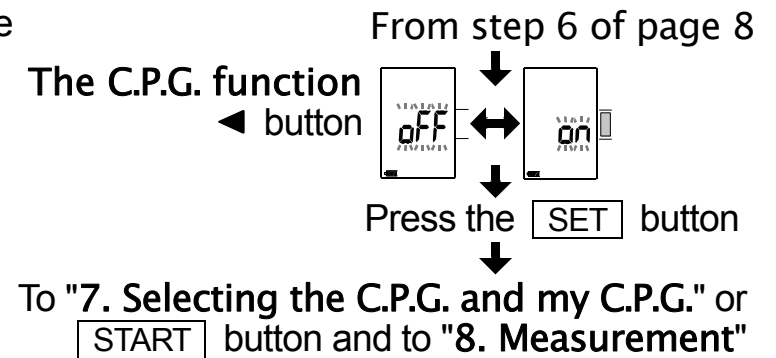 e
From step 6 of page 8
The C.P.G. function
◄ button
oFF
on
Press the SET button
To "7. Selecting the C.P.G. and my C.P.G." or
START button and to "8. Measurement"